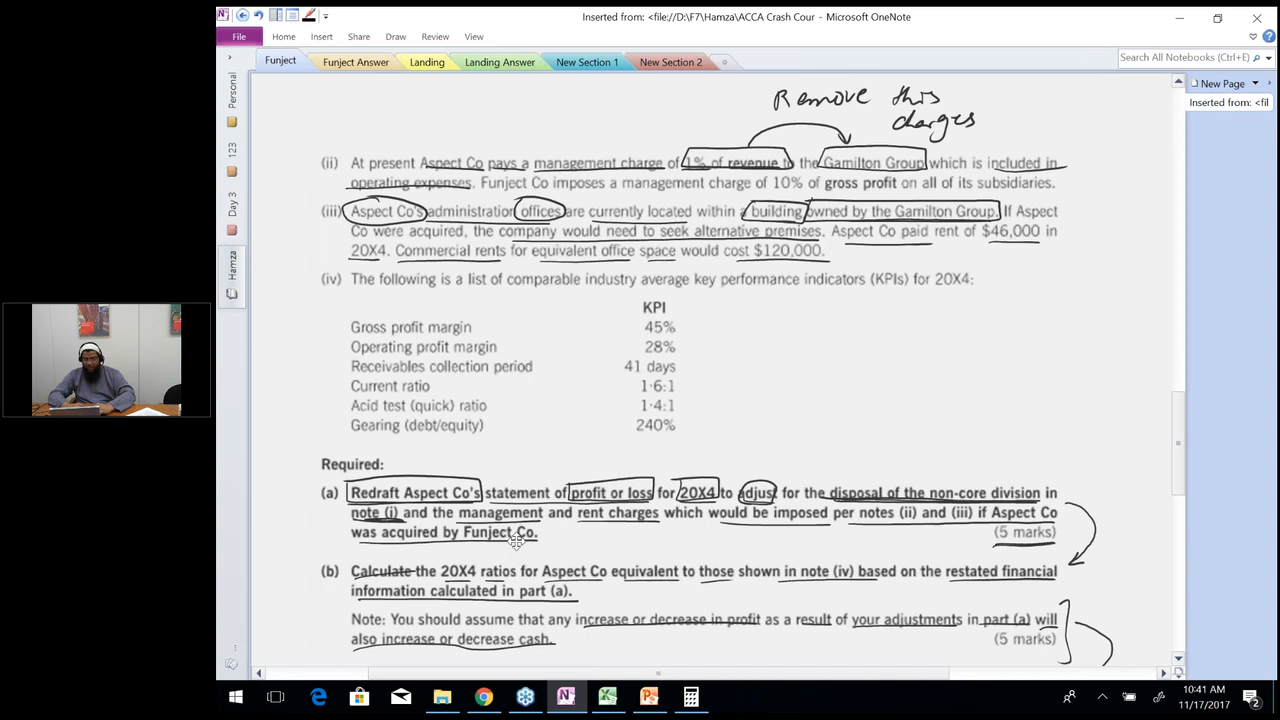 Inserted from: <file://D:\F7\Hamza\ACCA Crash Cour - Microsoft OneNote
File Home Insert Share Draw Review View
Funject Funject Answer Landing Landing Answer New Section 1 New Section 2
Search All Notebooks (Ctrl+E)
New Page
Inserted from: <fil
Personal
123
Day 3
Hamza
Remove this
charges
(ii) At present Aspect Co pays a management charge of 1% of revenue to the Gamilton Group which is included in
operating expenses. Funject Co imposes a management charge of 10% of gross profit on all of its subsidiaries.
(iii) Aspect Co's administration offices are currently located within a building owned by the Gamilton Group. If Aspect
Co were acquired, the company would need to seek alternative premises. Aspect Co paid rent of $46,000 in
20X4. Commercial rents for equivalent office space would cost $120,000.
(iv) The following is a list of comparable industry average key performance indicators (KPIs) for 20X4:
KPI
Gross profit margin 45%
Operating profit margin 28%
Receivables collection period 41 days
Current ratio 1·6:1
Acid test (quick) ratio 1·4:1
Gearing (debt/equity) 240%
Required:
(a) Redraft Aspect Co's statement of profit or loss for 20X4 to adjust for the disposal of the non-core division in
note (i) and the management and rent charges which would be imposed per notes (ii) and (iii) if Aspect Co
was acquired by Funject Co. (5 marks)
(b) Calculate the 20X4 ratios for Aspect Co equivalent to those shown in note (iv) based on the restated financial
information calculated in part (a).
Note: You should assume that any increase or decrease in profit as a result of your adjustments in part (a) will
also increase or decrease cash. (5 marks)
10:41 AM
11/17/2017
2